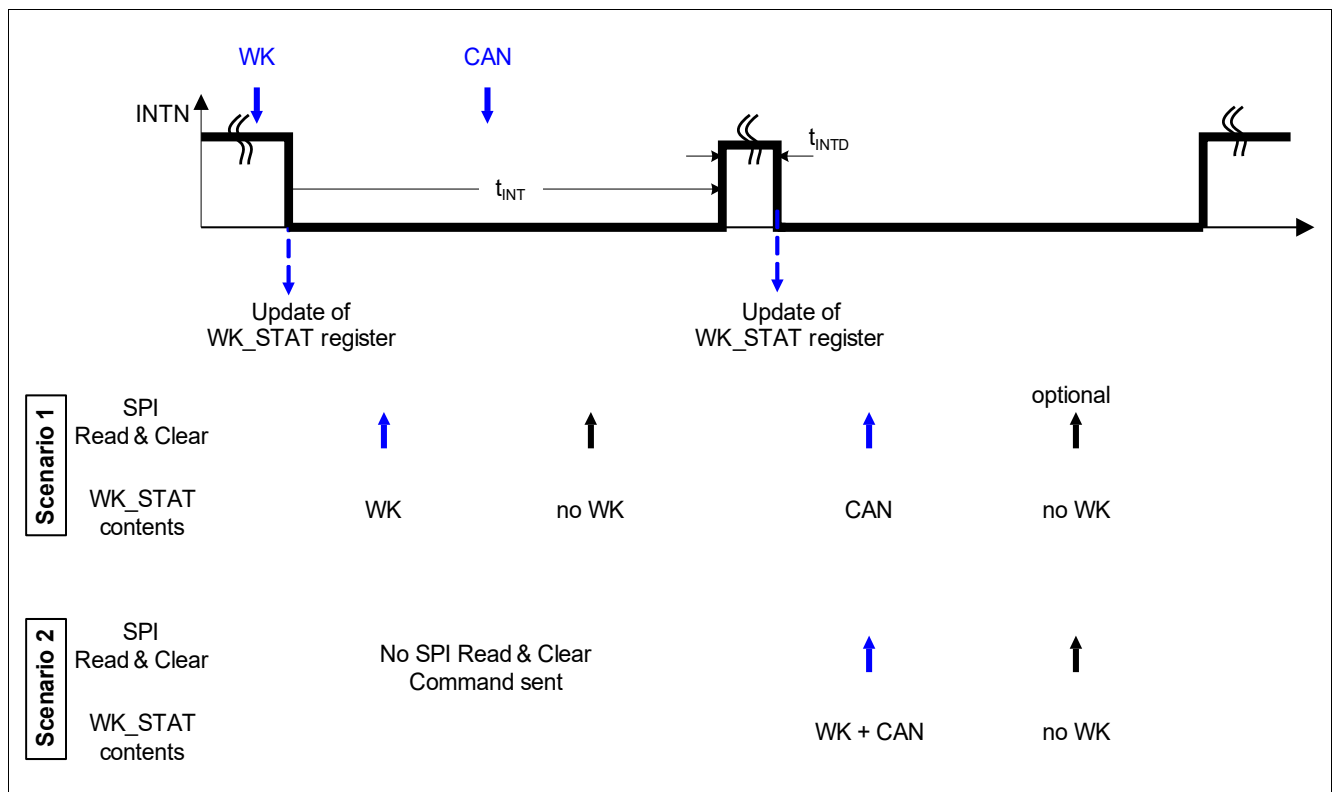 WK
CAN
INTN
tINTD
tINT
Update of
WK_STAT register
Update of
WK_STAT register
Scenario 1
SPI
Read & Clear
optional
WK_STAT
contents
WK
no WK
CAN
no WK
Scenario 2
SPI
Read & Clear
No SPI Read & Clear
Command sent
WK_STAT
contents
WK + CAN
no WK